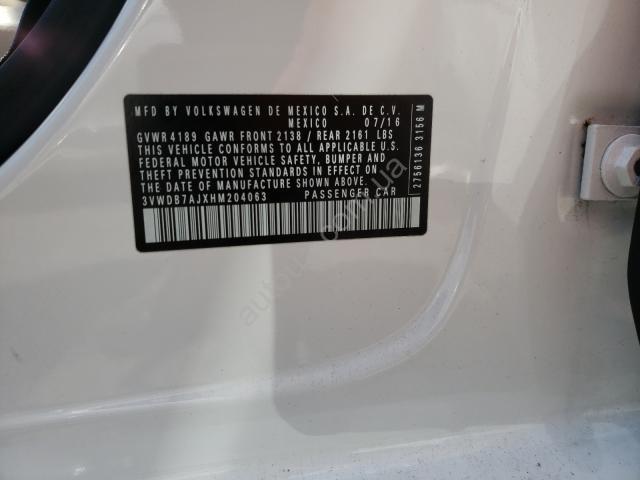 MFD BY VOLKSWAGEN DE MEXICO S.A. DE C.V.
MEXICO 07/16
GVWR 4189 GAWR FRONT 2138 / REAR 2161 LBS
THIS VEHICLE CONFORMS TO ALL APPLICABLE U.S.
FEDERAL MOTOR VEHICLE SAFETY, BUMPER AND
THEFT PREVENTION STANDARDS IN EFFECT ON
DATE OF MANUFACTURE SHOWN ABOVE.
3VWDB7AJXHM204063 PASSENGER CAR
2756136 3156 M